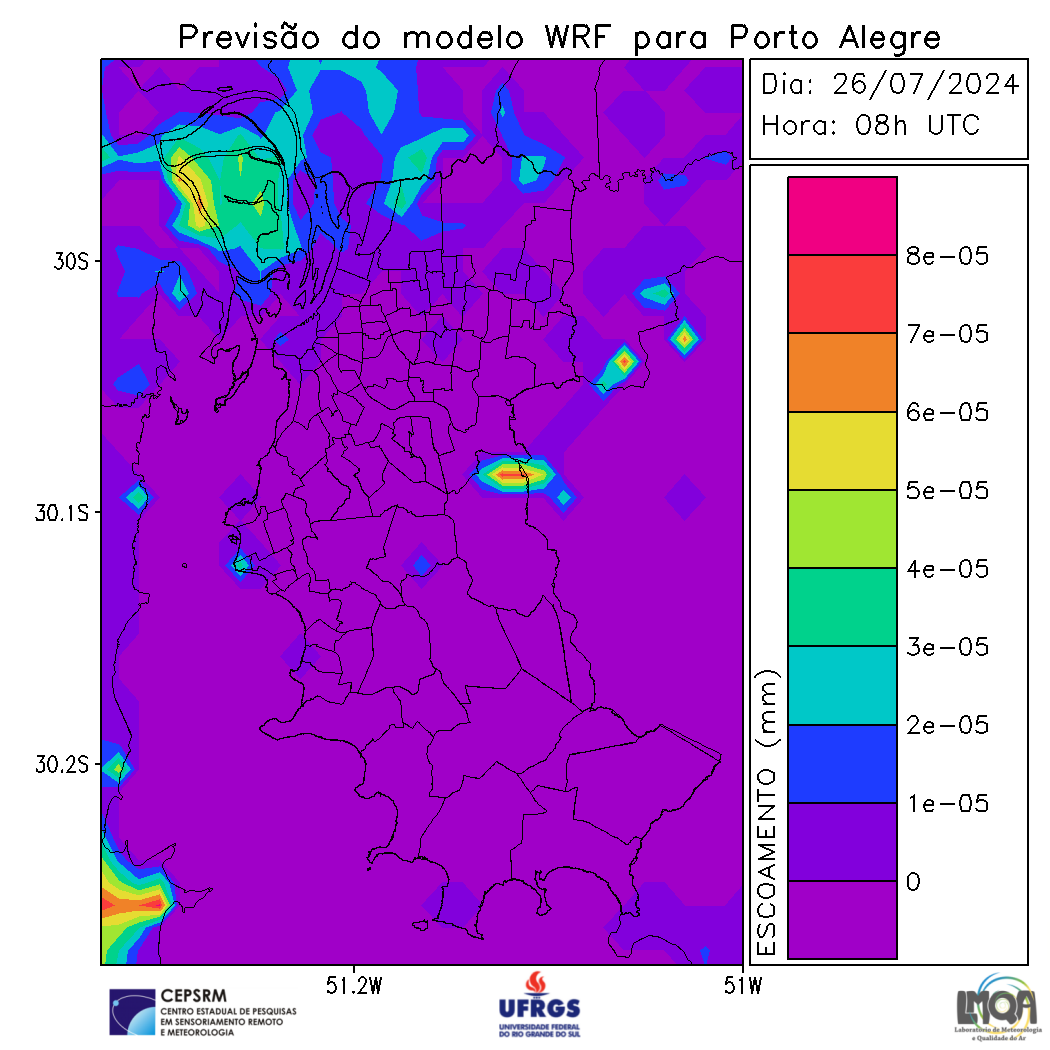 Previsão do modelo WRF para Porto Alegre
Dia: 26/07/2024
Hora: 08h UTC
8e-05
7e-05
6e-05
5e-05
4e-05
3e-05
2e-05
1e-05
0
ESCOAMENTO (mm)
30S
30.1S
30.2S
51.2W
51W
CEPSRM
CENTRO ESTADUAL DE PESQUISAS
EM SENSORIAMENTO REMOTO
E METEOROLOGIA
UFRGS
UNIVERSIDADE FEDERAL
DO RIO GRANDE DO SUL
LMQA
Laboratório de Meteorologia
e Qualidade do Ar